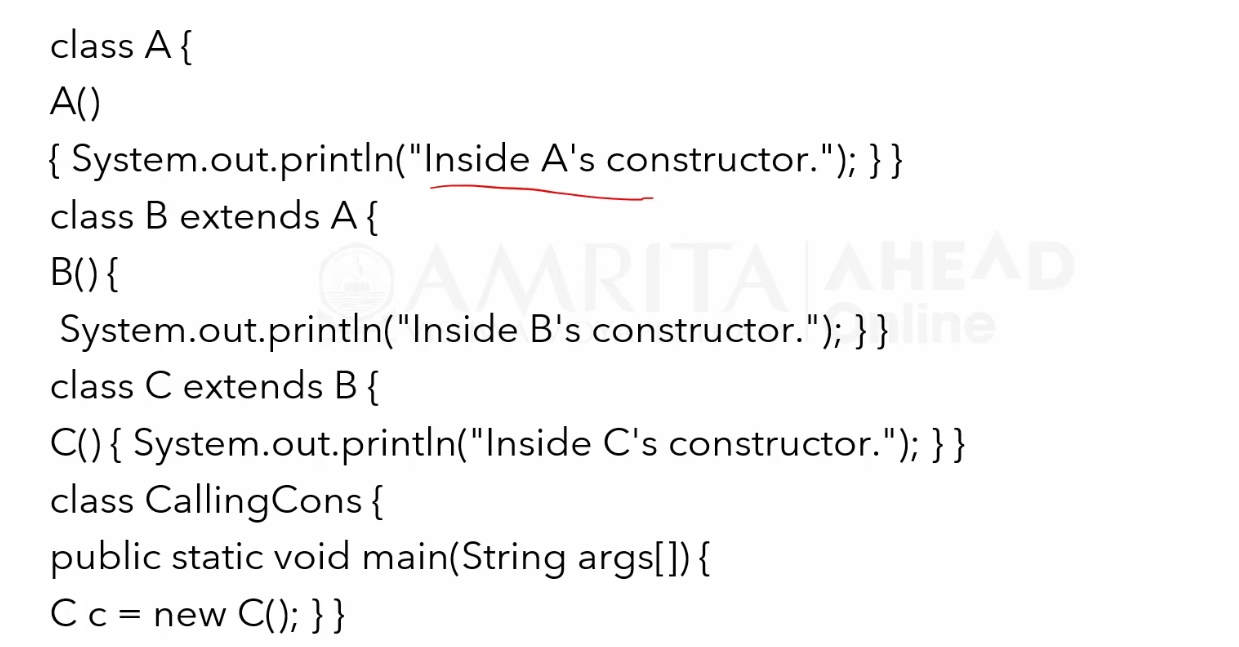 class A {
A()
{ System.out.println("Inside A's constructor."); } }
class B extends A {
B() {
System.out.println("Inside B's constructor."); } }
class C extends B {
C() { System.out.println("Inside C's constructor."); } }
class CallingCons {
public static void main(String args[]) {
C c = new C(); } }
AMRITA AHEAD
Online